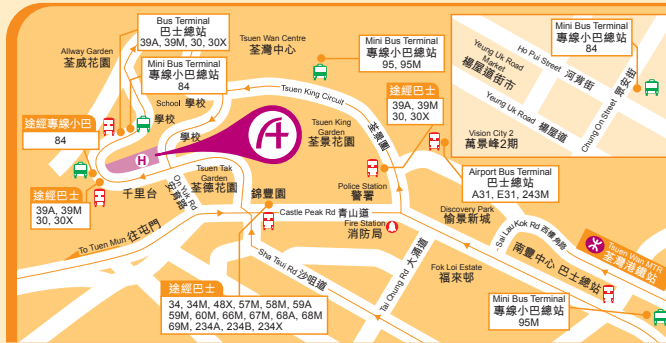 Bus Terminal
巴士總站
39A, 39M, 30, 30X
Allway Garden
荃威花園
Mini Bus Terminal
專線小巴總站
84
School 學校
學校
學校
Tsuen Wan Centre
荃灣中心
Mini Bus Terminal
專線小巴總站
95, 95M
Tsuen King Circuit
荃景圍
Tsuen King
Garden
荃景花園
途經巴士
39A, 39M
30, 30X
Yeung Uk Road
Market
楊屋道街市
Ho Pui Street 河背街
Yeung Uk Road 楊屋道
Chung On Street 眾安街
Mini Bus Terminal
專線小巴總站
84
Vision City 2
萬景峰2期
Airport Bus Terminal
巴士總站
A31, E31, 243M
途經專線小巴
84
H
途經巴士
39A, 39M
30, 30X
千里台
On Yuk Rd
安育路
Tsuen Tak
Garden
荃德花園
錦豐園
Police Station
警署
Castle Peak Rd 青山道
Fire Station
消防局
Discovery Park
愉景新城
Sai Lau Kok Rd 西樓角路
Tsuen Wan MTR
荃灣港鐵站
南豐中心 巴士總站
To Tuen Mun 往屯門
Sha Tsui Rd 沙咀道
Tai Chung Rd 大涌道
Fok Loi Estate
福來邨
途經巴士
34, 34M, 48X, 57M, 58M, 59A
59M, 60M, 66M, 67M, 68A, 68M
69M, 234A, 234B, 234X
Mini Bus Terminal
專線小巴總站
95M